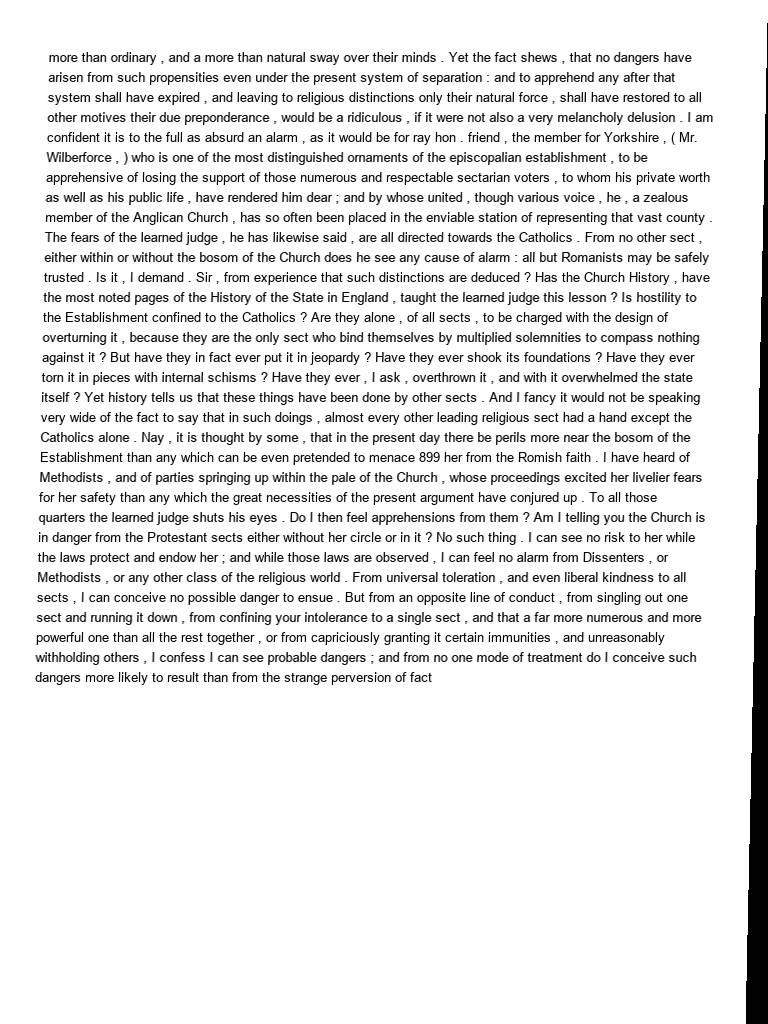 more than ordinary , and a more than natural sway over their minds . Yet the fact shews , that no dangers have
arisen from such propensities even under the present system of separation : and to apprehend any after that
system shall have expired , and leaving to religious distinctions only their natural force , shall have restored to all
other motives their due preponderance , would be a ridiculous , if it were not also a very melancholy delusion . I am
confident it is to the full as absurd an alarm , as it would be for ray hon . friend , the member for Yorkshire , ( Mr.
Wilberforce , ) who is one of the most distinguished ornaments of the episcopalian establishment , to be
apprehensive of losing the support of those numerous and respectable sectarian voters , to whom his private worth
as well as his public life , have rendered him dear ; and by whose united , though various voice , he , a zealous
member of the Anglican Church , has so often been placed in the enviable station of representing that vast county .
The fears of the learned judge , he has likewise said , are all directed towards the Catholics . From no other sect ,
either within or without the bosom of the Church does he see any cause of alarm : all but Romanists may be safely
trusted . Is it , I demand . Sir , from experience that such distinctions are deduced ? Has the Church History , have
the most noted pages of the History of the State in England , taught the learned judge this lesson ? Is hostility to
the Establishment confined to the Catholics ? Are they alone , of all sects , to be charged with the design of
overturning it , because they are the only sect who bind themselves by multiplied solemnities to compass nothing
against it ? But have they in fact ever put it in jeopardy ? Have they ever shook its foundations ? Have they ever
torn it in pieces with internal schisms ? Have they ever , I ask , overthrown it , and with it overwhelmed the state
itself ? Yet history tells us that these things have been done by other sects . And I fancy it would not be speaking
very wide of the fact to say that in such doings , almost every other leading religious sect had a hand except the
Catholics alone . Nay , it is thought by some , that in the present day there be perils more near the bosom of the
Establishment than any which can be even pretended to menace 899 her from the Romish faith . I have heard of
Methodists , and of parties springing up within the pale of the Church , whose proceedings excited her livelier fears
for her safety than any which the great necessities of the present argument have conjured up . To all those
quarters the learned judge shuts his eyes . Do I then feel apprehensions from them ? Am I telling you the Church is
in danger from the Protestant sects either without her circle or in it ? No such thing . I can see no risk to her while
the laws protect and endow her ; and while those laws are observed , I can feel no alarm from Dissenters , or
Methodists , or any other class of the religious world . From universal toleration , and even liberal kindness to all
sects , I can conceive no possible danger to ensue . But from an opposite line of conduct , from singling out one
sect and running it down , from confining your intolerance to a single sect , and that a far more numerous and more
powerful one than all the rest together , or from capriciously granting it certain immunities , and unreasonably
withholding others , I confess I can see probable dangers ; and from no one mode of treatment do I conceive such
dangers more likely to result than from the strange perversion of fact